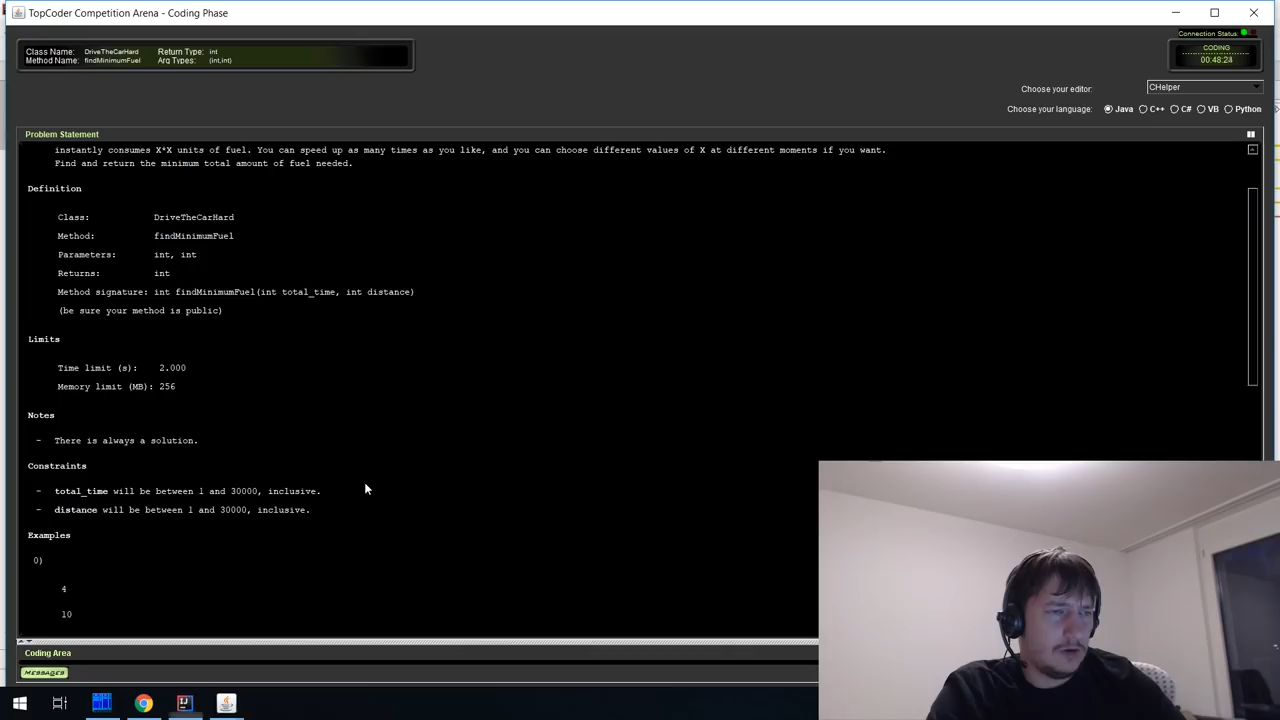 TopCoder Competition Arena - Coding Phase
Connection Status
Class Name: DriveTheCarHard Return Type: int
Method Name: findMinimumFuel Arg Types: (int,int)
CODING
00:48:24
Choose your editor: CHelper
Choose your language: Java C++ C# VB Python
Problem Statement
instantly consumes X*X units of fuel. You can speed up as many times as you like, and you can choose different values of X at different moments if you want.
Find and return the minimum total amount of fuel needed.
Definition
Class: DriveTheCarHard
Method: findMinimumFuel
Parameters: int, int
Returns: int
Method signature: int findMinimumFuel(int total_time, int distance)
(be sure your method is public)
Limits
Time limit (s): 2.000
Memory limit (MB): 256
Notes
- There is always a solution.
Constraints
- total_time will be between 1 and 30000, inclusive.
- distance will be between 1 and 30000, inclusive.
Examples
0)
4
10
Coding Area
MESSAGES